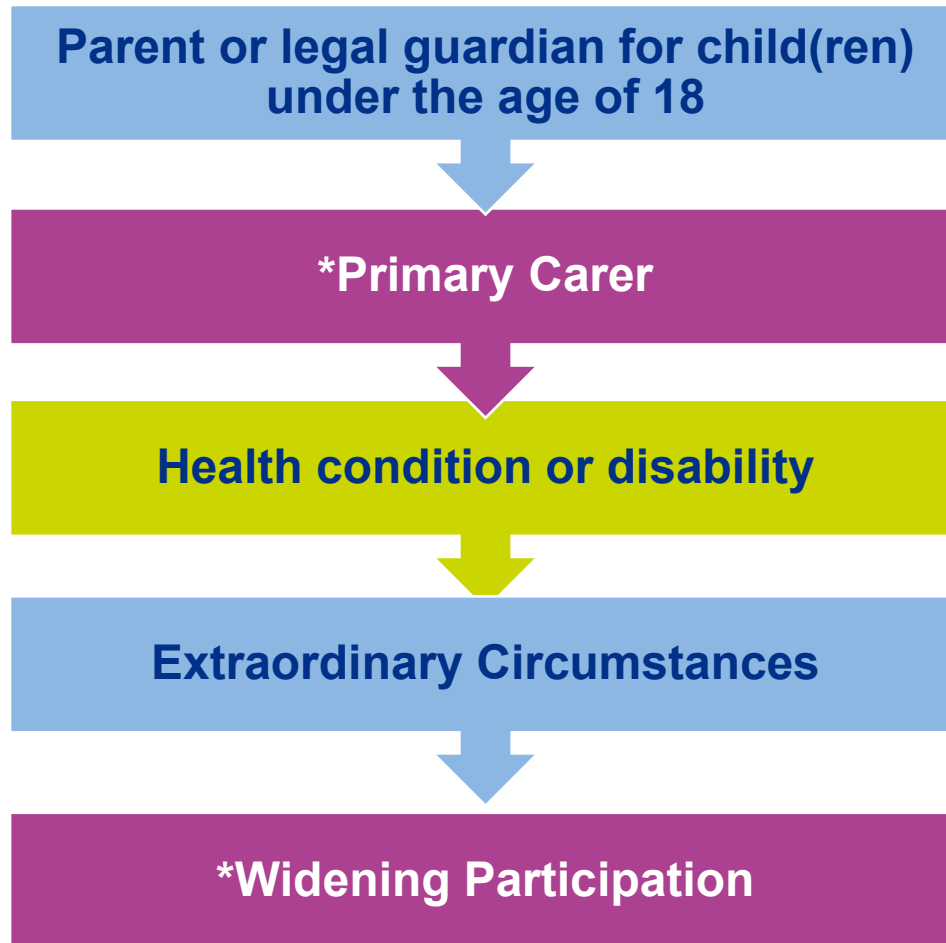 Parent or legal guardian for child(ren)
under the age of 18
*Primary Carer
Health condition or disability
Extraordinary Circumstances
*Widening Participation